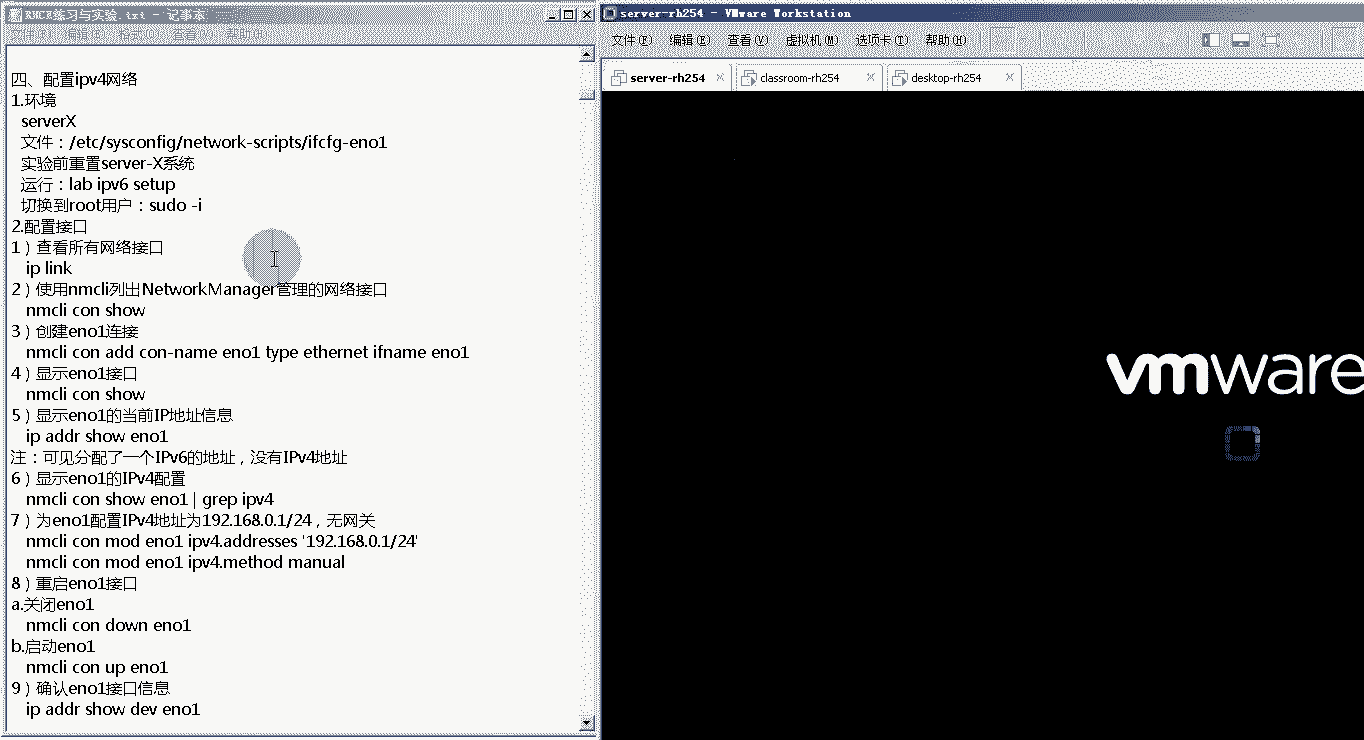 RHCE练习与实验.txt - 记事本
文件(F) 编辑(E) 格式(O) 查看(V) 帮助(H)
四、配置ipv4网络
1.环境
serverX
文件：/etc/sysconfig/network-scripts/ifcfg-eno1
实验前重置server-X系统
运行：lab ipv6 setup
切换到root用户：sudo -i
2.配置接口
1）查看所有网络接口
ip link
2）使用nmcli列出NetworkManager管理的网络接口
nmcli con show
3）创建eno1连接
nmcli con add con-name eno1 type ethernet ifname eno1
4）显示eno1接口
nmcli con show
5）显示eno1的当前IP地址信息
ip addr show eno1
注：可见分配了一个IPv6的地址，没有IPv4地址
6）显示eno1的IPv4配置
nmcli con show eno1 | grep ipv4
7）为eno1配置IPv4地址为192.168.0.1/24，无网关
nmcli con mod eno1 ipv4.addresses '192.168.0.1/24'
nmcli con mod eno1 ipv4.method manual
8）重启eno1接口
a.关闭eno1
nmcli con down eno1
b.启动eno1
nmcli con up eno1
9）确认eno1接口信息
ip addr show dev eno1
server-rh254 - VMware Workstation
文件(F) 编辑(E) 查看(V) 虚拟机(M) 选项卡(T) 帮助(H)
server-rh254 classroom-rh254 desktop-rh254
vmware